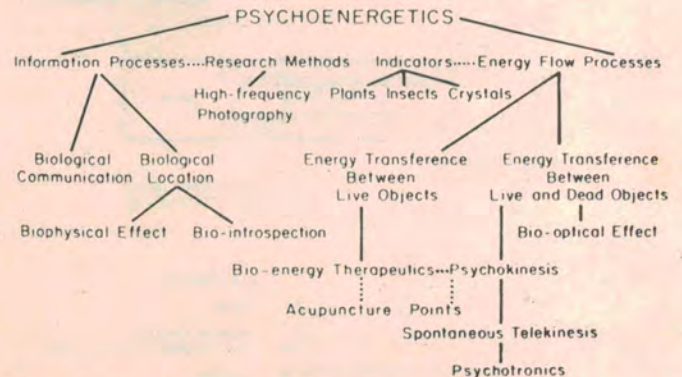 PSYCHOENERGETICS
Information Processes....Research Methods Indicators.....Energy Flow Processes
High-frequency Photography
Plants Insects Crystals
Biological Communication
Biological Location
Energy Transference Between Live Objects
Energy Transference Between Live and Dead Objects
Biophysical Effect
Bio-introspection
Bio-optical Effect
Bio-energy Therapeutics...Psychokinesis
Acupuncture Points
Spontaneous Telekinesis
Psychotronics